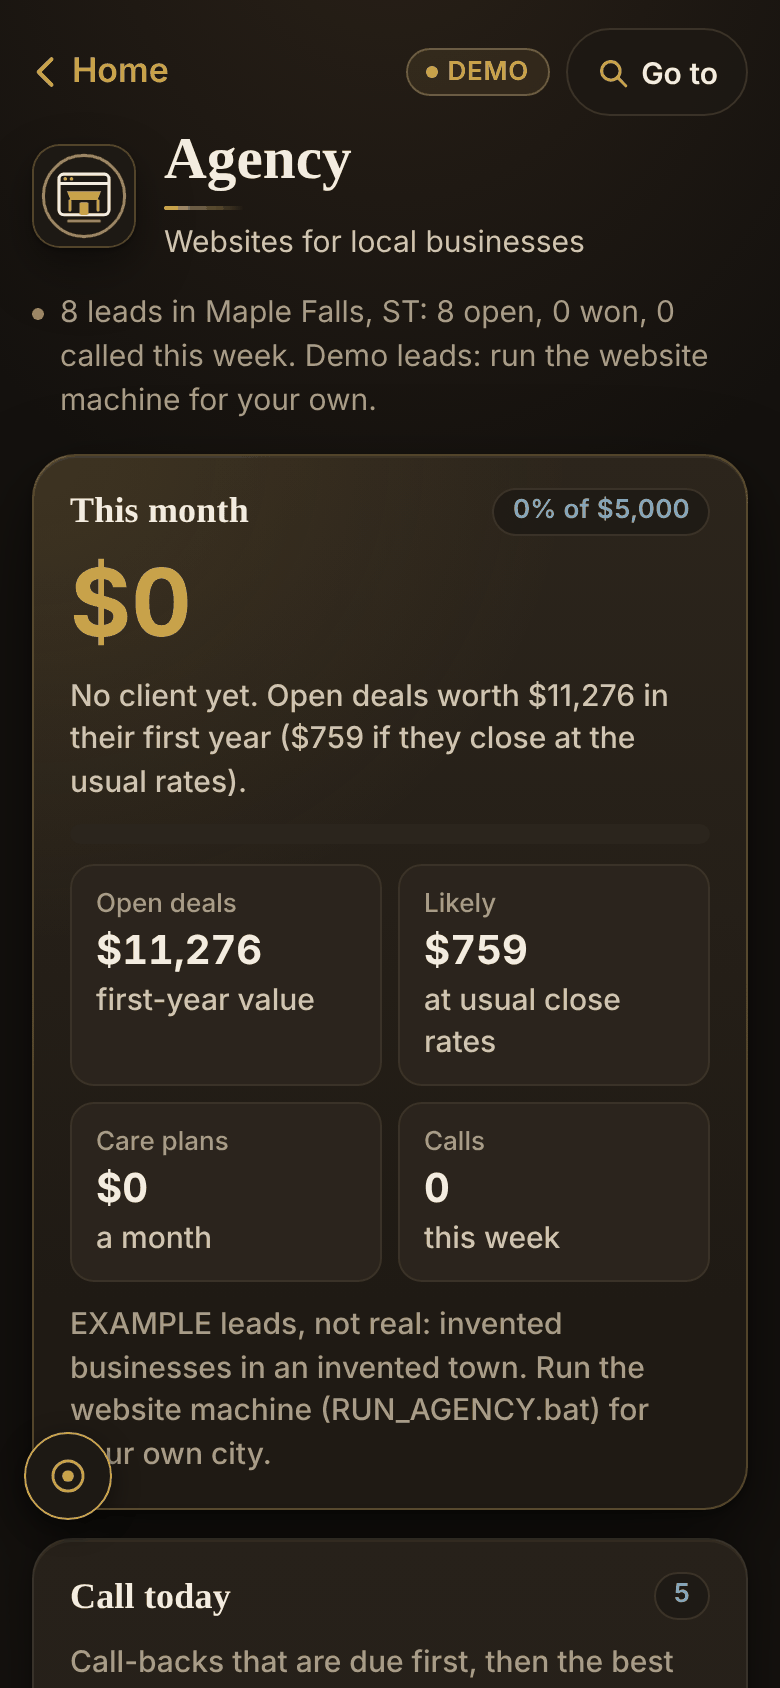 Home
DEMO
Go to
Agency
Websites for local businesses
8 leads in Maple Falls, ST: 8 open, 0 won, 0
called this week. Demo leads: run the website
machine for your own.
This month
0% of $5,000
$0
No client yet. Open deals worth $11,276 in
their first year ($759 if they close at the
usual rates).
Open deals
$11,276
first-year value
Likely
$759
at usual close
rates
Care plans
$0
a month
Calls
0
this week
EXAMPLE leads, not real: invented
businesses in an invented town. Run the
website machine (RUN_AGENCY.bat) for
ur own city.
Call today
5
Call-backs that are due first, then the best